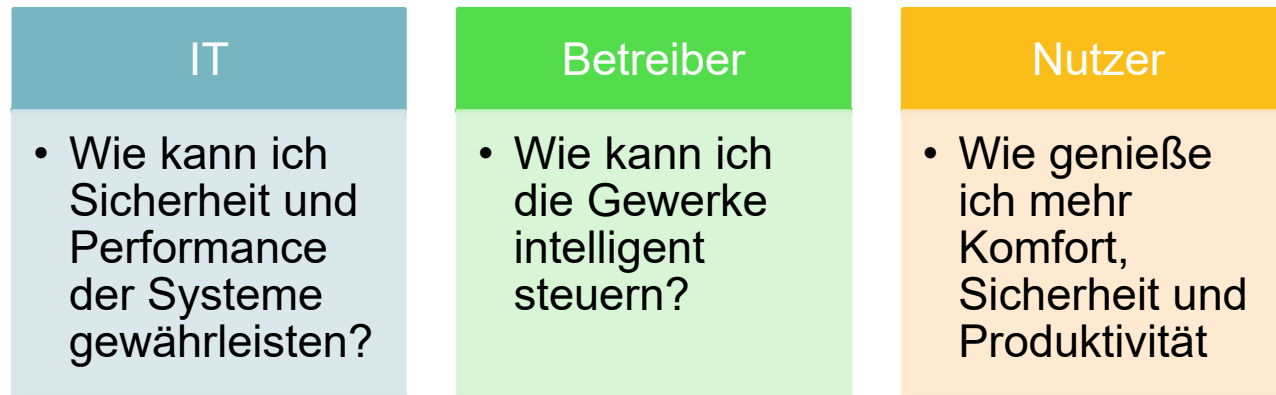 IT
• Wie kann ich
Sicherheit und
Performance
der Systeme
gewährleisten?
Betreiber
• Wie kann ich
die Gewerke
intelligent
steuern?
Nutzer
• Wie genieße
ich mehr
Komfort,
Sicherheit und
Produktivität